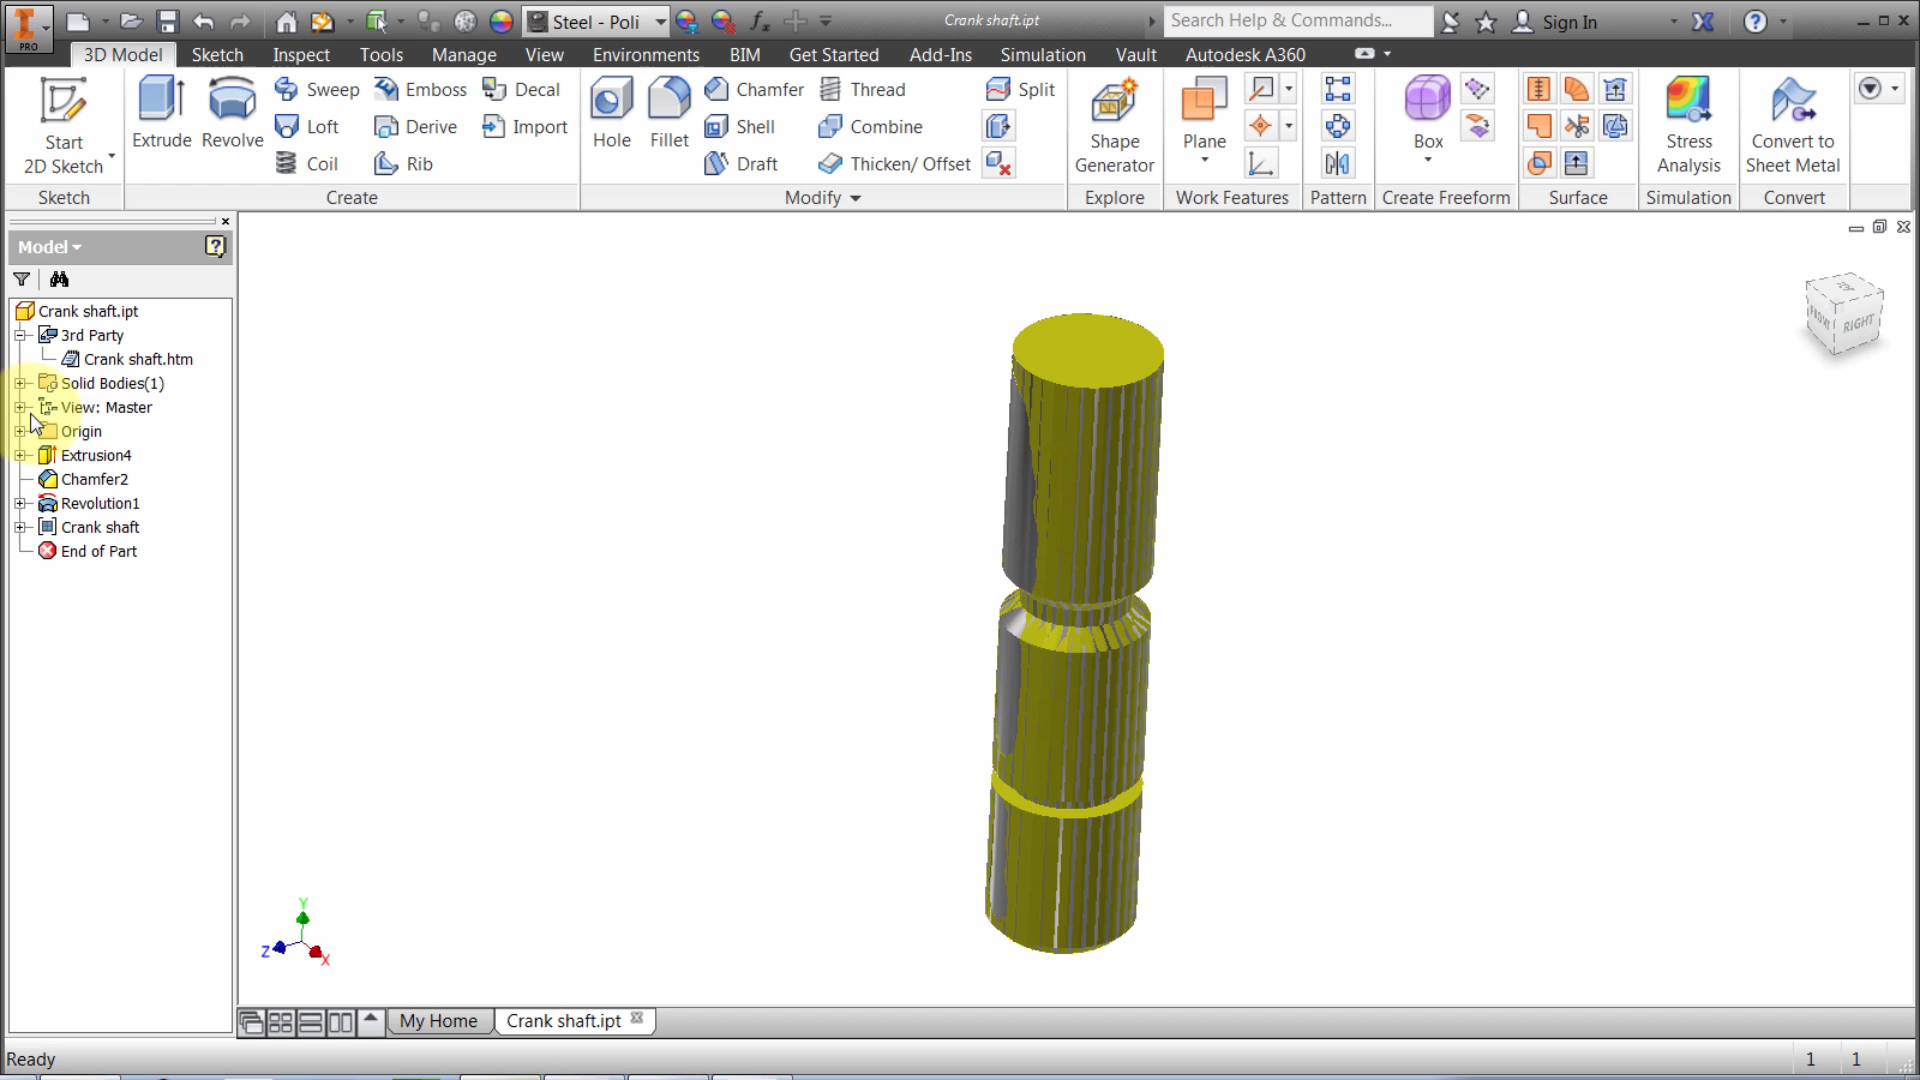 PRO
Steel - Poli
fx
Crank shaft.ipt
Search Help & Commands...
Sign In
3D Model
Sketch
Inspect
Tools
Manage
View
Environments
BIM
Get Started
Add-Ins
Simulation
Vault
Autodesk A360
Start
2D Sketch
Extrude
Revolve
Sweep
Loft
Coil
Emboss
Derive
Rib
Decal
Import
Hole
Fillet
Chamfer
Shell
Draft
Thread
Combine
Thicken/ Offset
Split
Shape
Generator
Plane
Box
Stress
Analysis
Convert to
Sheet Metal
Sketch
Create
Modify
Explore
Work Features
Pattern
Create Freeform
Surface
Simulation
Convert
Model
Crank shaft.ipt
3rd Party
Crank shaft.htm
Solid Bodies(1)
View: Master
Origin
Extrusion4
Chamfer2
Revolution1
Crank shaft
End of Part
FRONT
RIGHT
Y
Z
X
My Home
Crank shaft.ipt
Ready
1
1